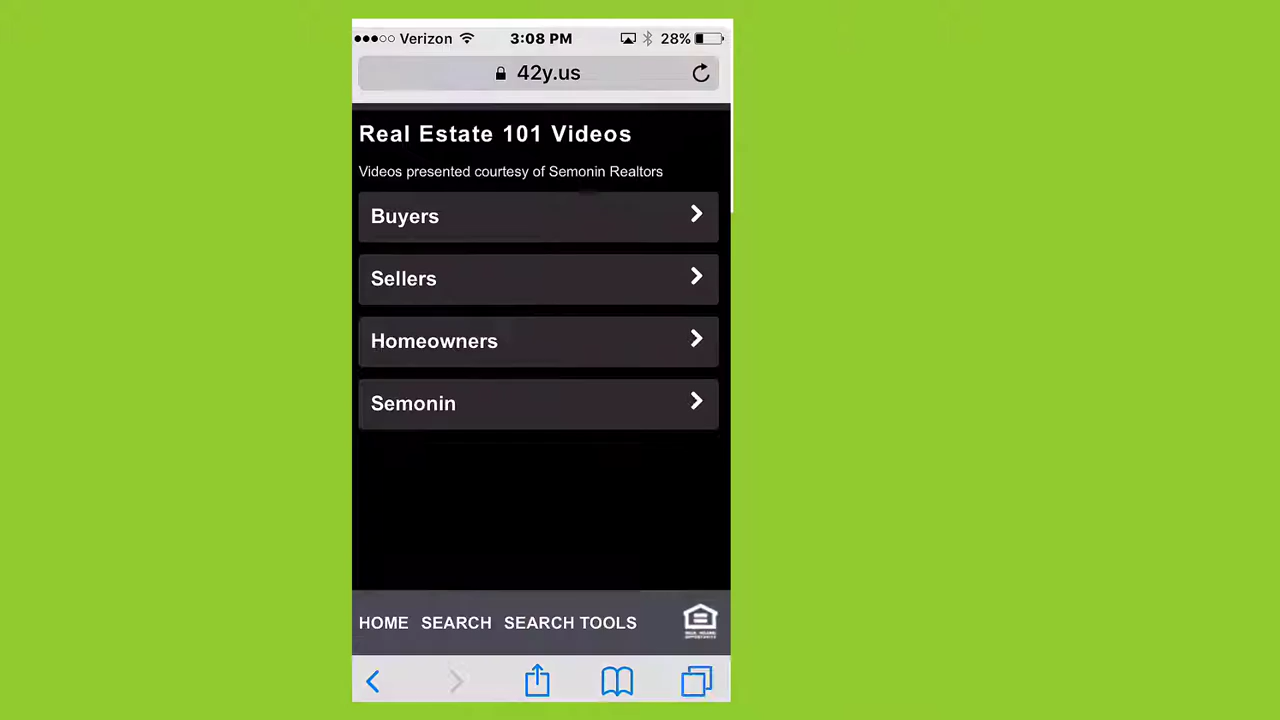 Verizon 3:08 PM 28%
42y.us
Real Estate 101 Videos
Videos presented courtesy of Semonin Realtors
Buyers
Sellers
Homeowners
Semonin
HOME SEARCH SEARCH TOOLS